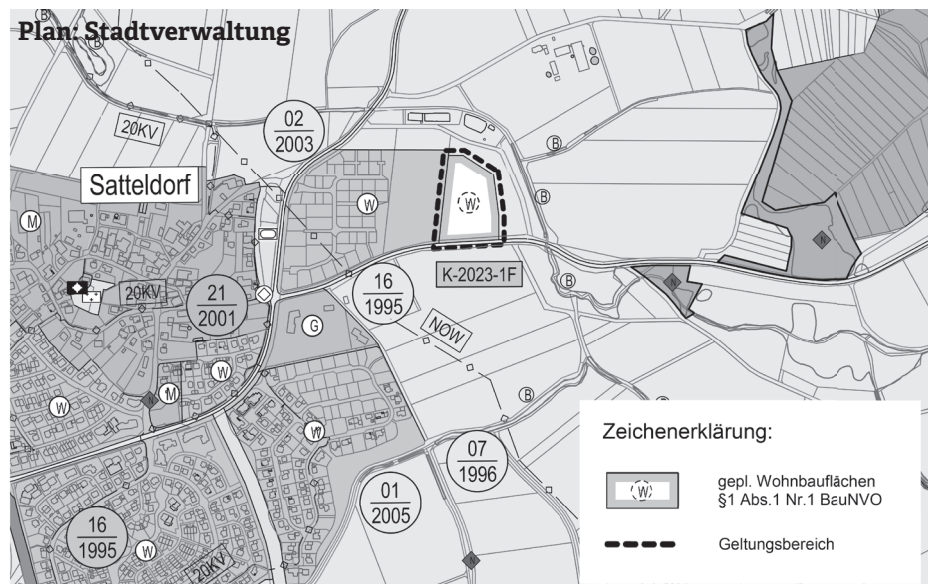 Plan: Stadtverwaltung
B
B
20KV
02
2003
B
Satteldorf
W
W
B
M
K-2023-1F
N
N
20KV
21
2001
16
1995
B
G
NØW
W
M
N
W
B
W
Zeichenerklärung:
07
1996
W
gepl. Wohnbauflächen
§1 Abs.1 Nr.1 BauNVO
01
2005
16
1995
W
Geltungsbereich
20KV
N